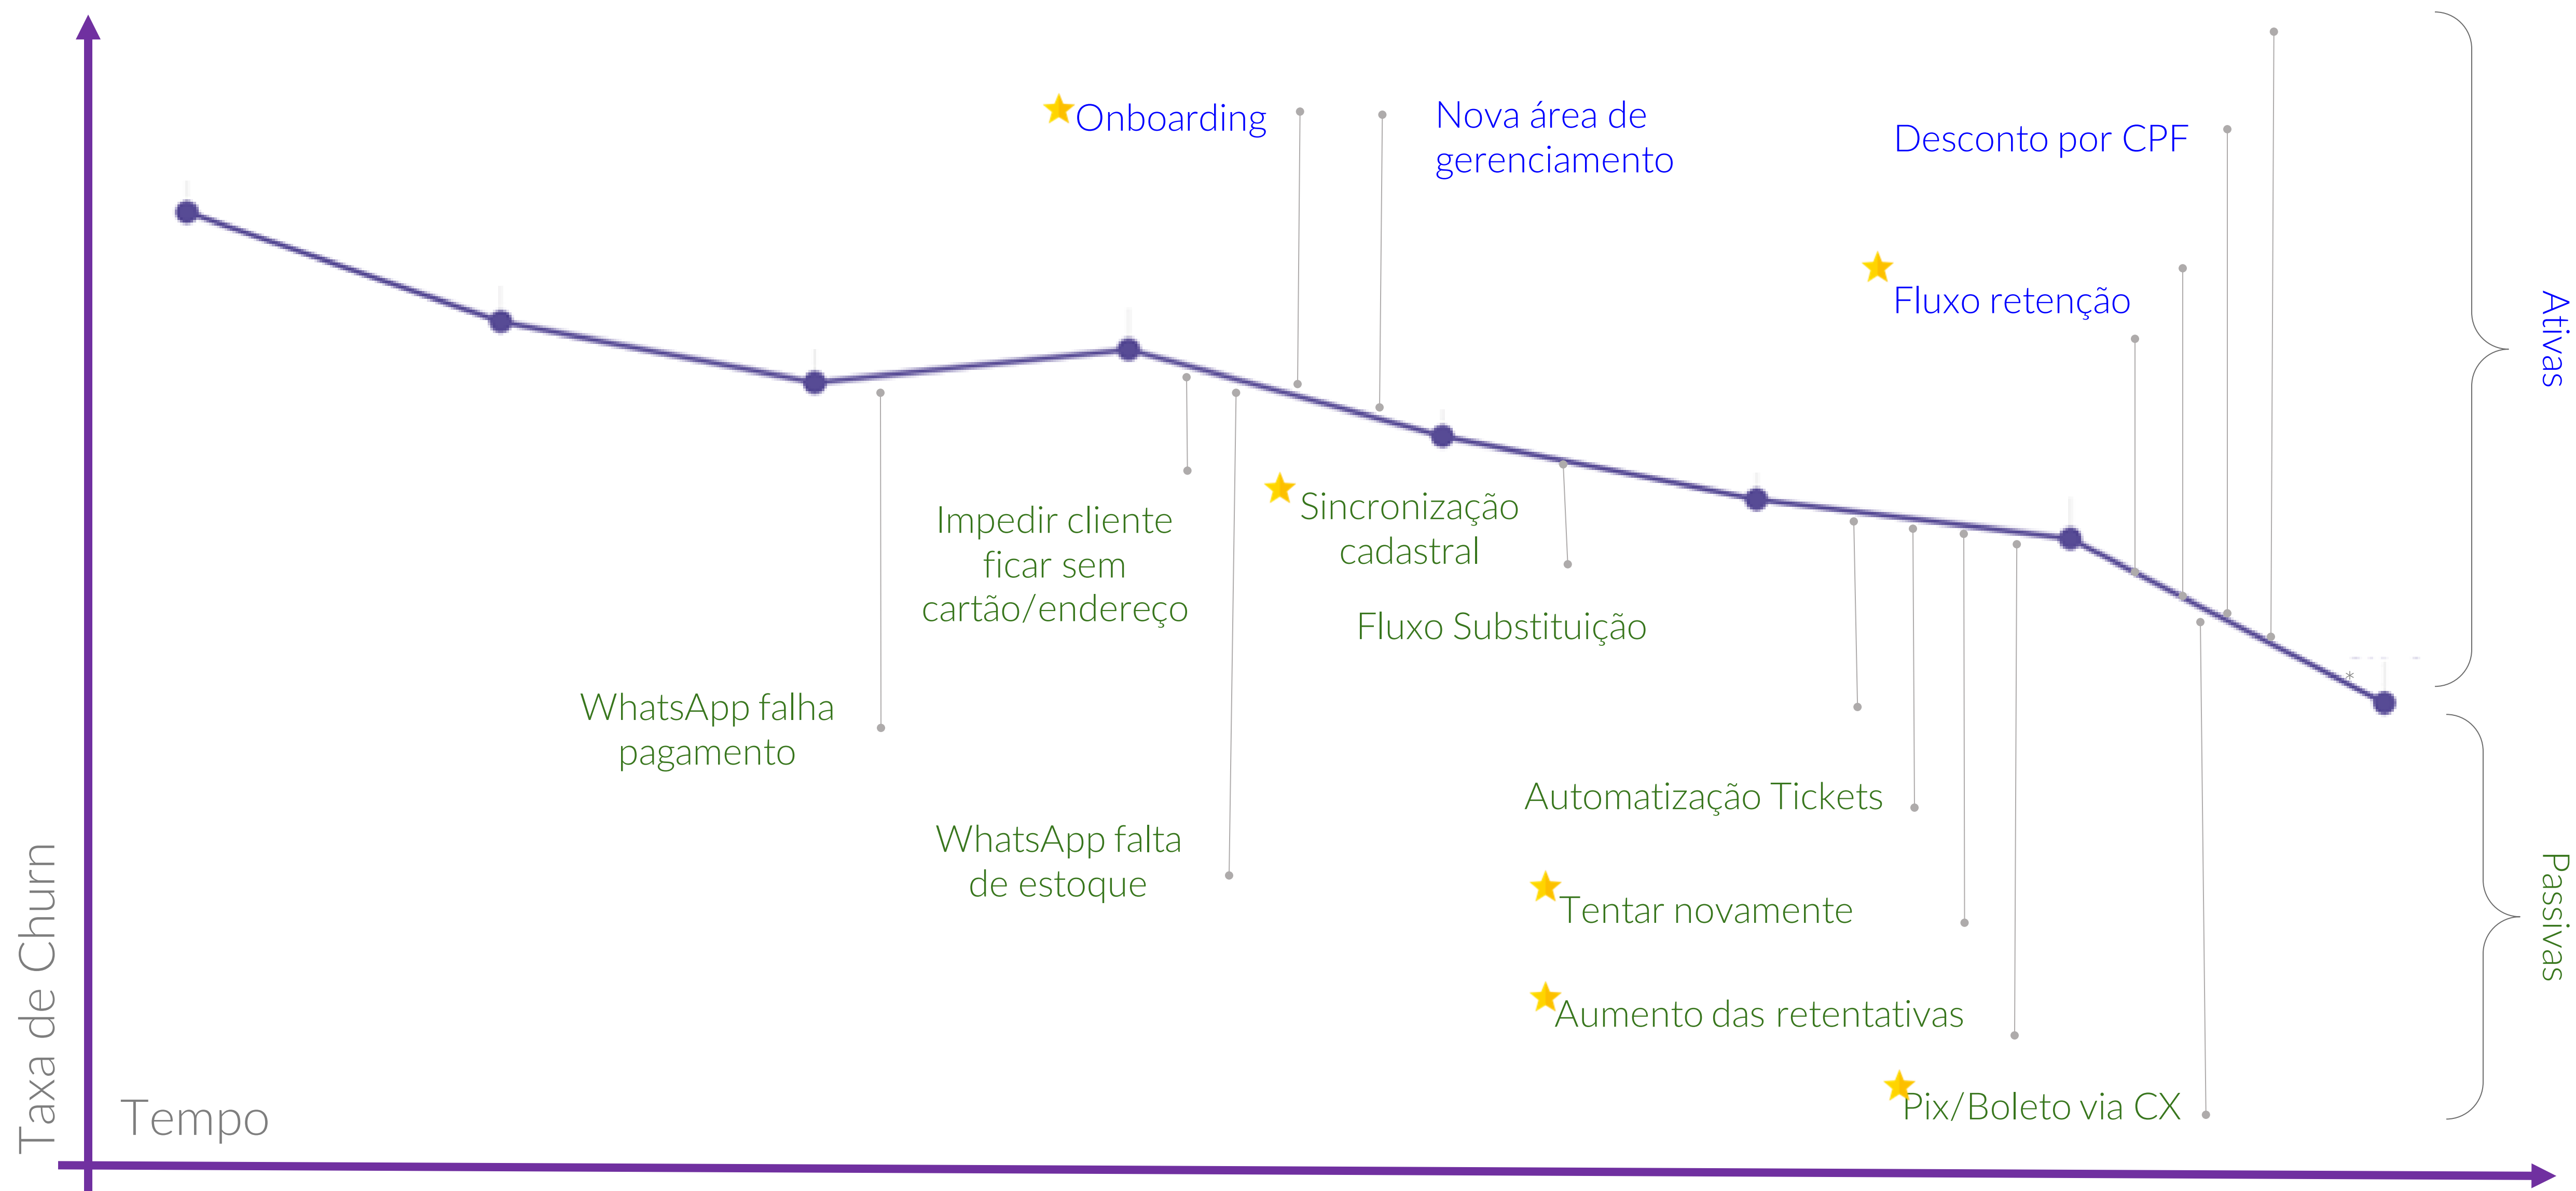 Onboarding
Nova área de
gerenciamento
Desconto por CPF
Fluxo retenção
Ativas
Impedir cliente
ficar sem
cartão/endereço
Sincronização
cadastral
Fluxo Substituição
*
WhatsApp falha
pagamento
Automatização Tickets
WhatsApp falta
de estoque
Tentar novamente
Aumento das retentativas
Pix/Boleto via CX
Passivas
Taxa de Churn
Tempo